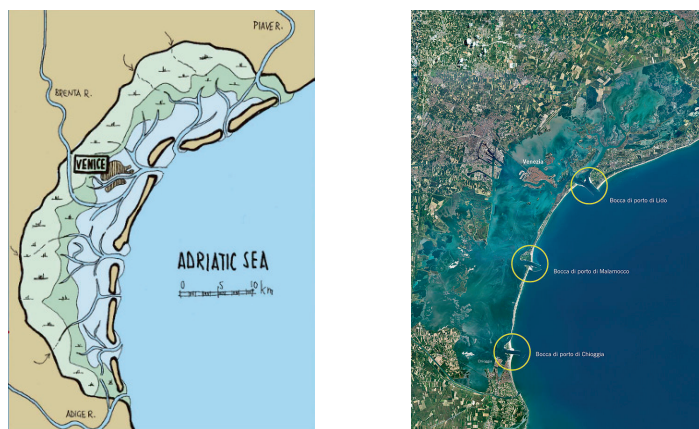 PIAVE R.
BRENTA R.
VENICE
ADRIATIC SEA
0 5 10 km
ADIGE R.
Venezia
Bocca di porto di Lido
Bocca di porto di Malamocco
Chioggia
Bocca di porto di Chioggia